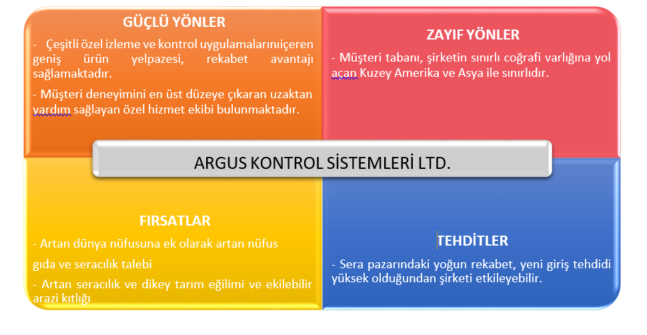 GÜÇLÜ YÖNLER
- Çeşitli özel izleme ve kontrol uygulamalarınıiçeren
geniş ürün yelpazesi, rekabet avantajı
sağlamaktadır.
- Müşteri deneyimini en üst düzeye çıkaran uzaktan
yardım sağlayan özel hizmet ekibi bulunmaktadır.
ZAYIF YÖNLER
- Müşteri tabanı, şirketin sınırlı coğrafi varlığına yol
açan Kuzey Amerika ve Asya ile sınırlıdır.
ARGUS KONTROL SİSTEMLERİ LTD.
FIRSATLAR
- Artan dünya nüfusuna ek olarak artan nüfus
gıda ve seracılık talebi
- Artan seracılık ve dikey tarım eğilimi ve ekilebilir
arazi kıtlığı
TEHDİTLER
- Sera pazarındaki yoğun rekabet, yeni giriş tehdidi
yüksek olduğundan şirketi etkileyebilir.